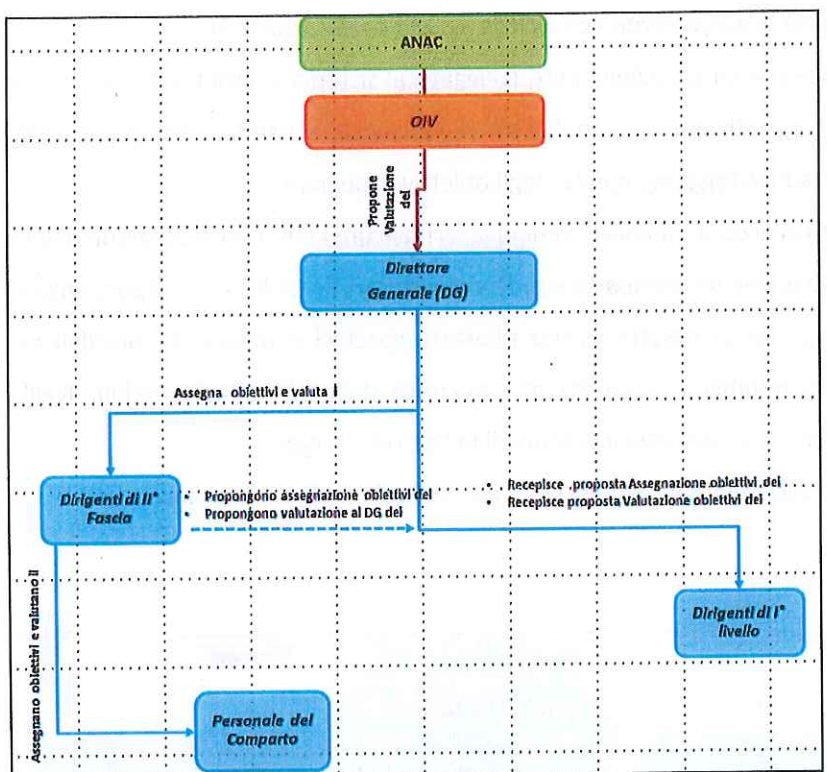 ANAC
OIV
Propone
Valutazione
del
Direttore
Generale (DG)
Assegna obiettivi e valuta I
Dirigenti di II°
Fascia
• Propongono assegnazione obiettivi dei
• Propongono valutazione al DG dei
• Recepisce proposta Assegnazione obiettivi dei
• Recepisce proposta Valutazione obiettivi dei
Assegnano obiettivi e valutano il
Dirigenti di I°
livello
Personale del
Comparto